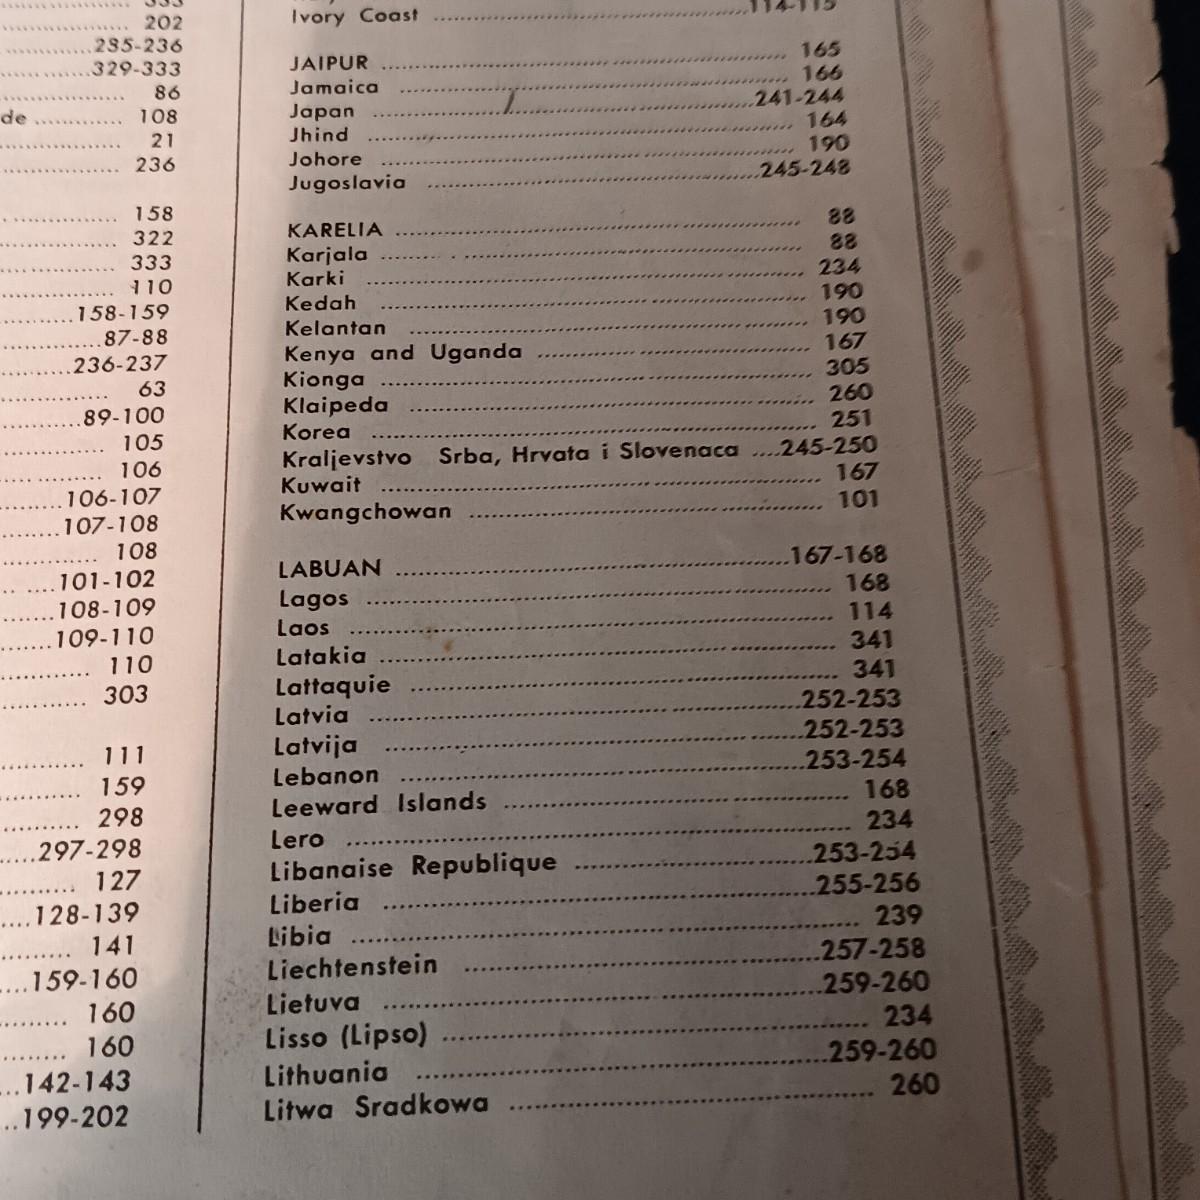 333
202
235-236
329-333
86
de ............ 108
21
236
158
322
333
110
158-159
87-88
236-237
63
89-100
105
106
106-107
107-108
108
101-102
108-109
109-110
110
303
111
159
298
297-298
127
128-139
141
159-160
160
160
142-143
199-202
Ivory Coast ............ 114-115
JAIPUR ............ 165
Jamaica ............ 166
Japan ............ 241-244
Jhind ............ 164
Johore ............ 190
Jugoslavia ............ 245-248
KARELIA ............ 88
Karjala ............ 88
Karki ............ 234
Kedah ............ 190
Kelantan ............ 190
Kenya and Uganda ............ 167
Kionga ............ 305
Klaipeda ............ 260
Korea ............ 251
Kraljevstvo Srba, Hrvata i Slovenaca ....245-250
Kuwait ............ 167
Kwangchowan ............ 101
LABUAN ............ 167-168
Lagos ............ 168
Laos ............ 114
Latakia ............ 341
Lattaquie ............ 341
Latvia ............ 252-253
Latvija ............ 252-253
Lebanon ............ 253-254
Leeward Islands ............ 168
Lero ............ 234
Libanaise Republique ............ 253-254
Liberia ............ 255-256
Libia ............ 239
Liechtenstein ............ 257-258
Lietuva ............ 259-260
Lisso (Lipso) ............ 234
Lithuania ............ 259-260
Litwa Sradkowa ............ 260